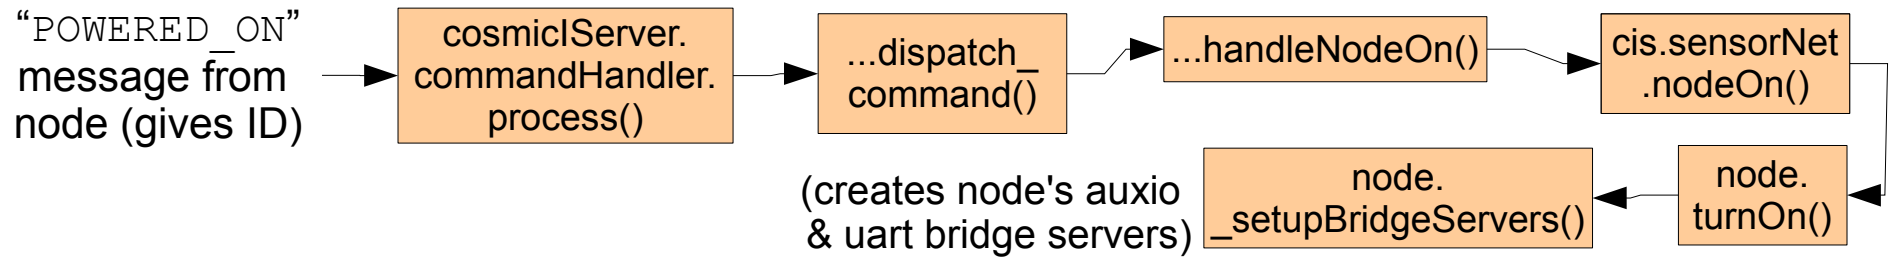 “POWERED_ON”
message from
node (gives ID)
cosmicIServer.
commandHandler.
process()
...dispatch_
command()
...handleNodeOn()
cis.sensorNet
.nodeOn()
node.
turnOn()
node.
_setupBridgeServers()
(creates node's auxio
& uart bridge servers)